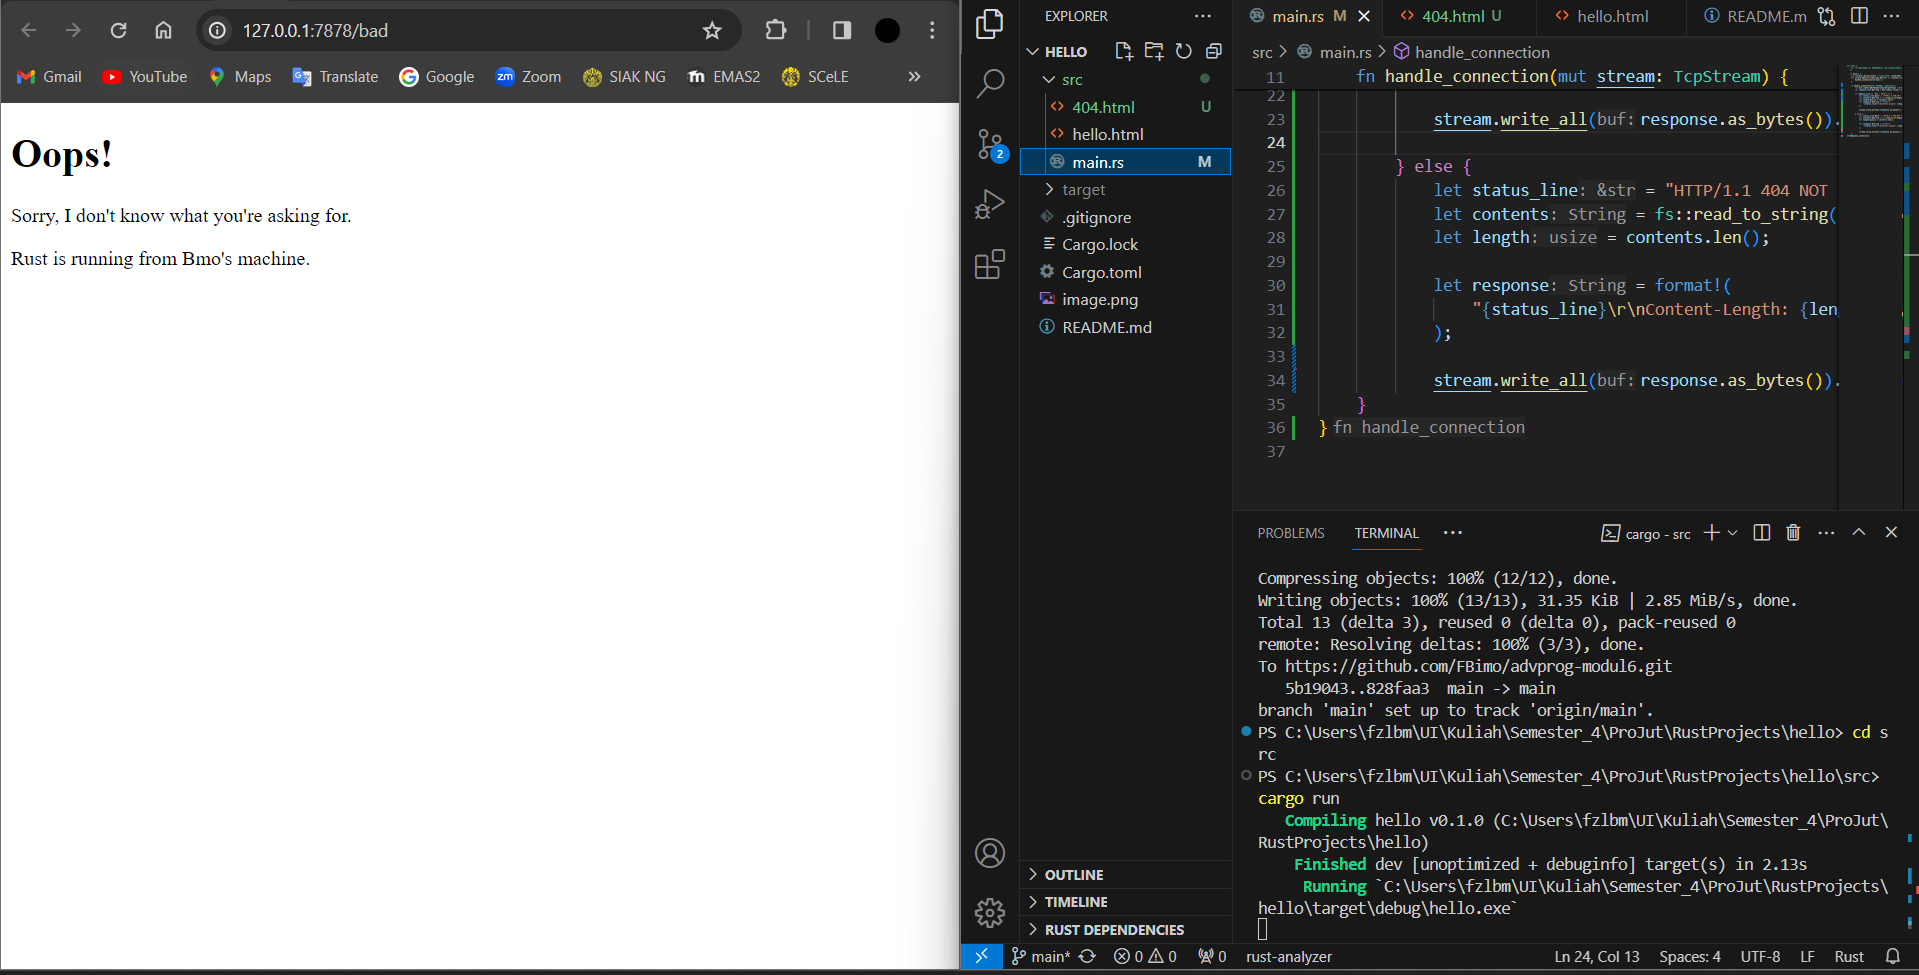 127.0.0.1:7878/bad
Gmail YouTube Maps Translate Google Zoom SIAK NG EMAS2 SCeLE
Oops!
Sorry, I don't know what you're asking for.
Rust is running from Bmo's machine.
EXPLORER
HELLO
src
404.html U
hello.html
main.rs M
target
.gitignore
Cargo.lock
Cargo.toml
image.png
README.md
2
OUTLINE
TIMELINE
RUST DEPENDENCIES
main.rs M 404.html U hello.html README.m
src > main.rs > handle_connection
11 fn handle_connection(mut stream: TcpStream) {
22
23 stream.write_all(buf: response.as_bytes()).
24
25 } else {
26 let status_line: &str = "HTTP/1.1 404 NOT
27 let contents: String = fs::read_to_string(
28 let length: usize = contents.len();
29
30 let response: String = format!(
31 "{status_line}\r\nContent-Length: {len
32 );
33
34 stream.write_all(buf: response.as_bytes()).
35 }
36 } fn handle_connection
37
PROBLEMS TERMINAL cargo - src
Compressing objects: 100% (12/12), done.
Writing objects: 100% (13/13), 31.35 KiB | 2.85 MiB/s, done.
Total 13 (delta 3), reused 0 (delta 0), pack-reused 0
remote: Resolving deltas: 100% (3/3), done.
To https://github.com/FBimo/advprog-modul6.git
5b19043..828faa3 main -> main
branch 'main' set up to track 'origin/main'.
PS C:\Users\fzlbm\UI\Kuliah\Semester_4\ProJut\RustProjects\hello> cd s
rc
PS C:\Users\fzlbm\UI\Kuliah\Semester_4\ProJut\RustProjects\hello\src>
cargo run
Compiling hello v0.1.0 (C:\Users\fzlbm\UI\Kuliah\Semester_4\ProJut\
RustProjects\hello)
Finished dev [unoptimized + debuginfo] target(s) in 2.13s
Running `C:\Users\fzlbm\UI\Kuliah\Semester_4\ProJut\RustProjects\
hello\target\debug\hello.exe`
main* 0 0 0 rust-analyzer Ln 24, Col 13 Spaces: 4 UTF-8 LF Rust